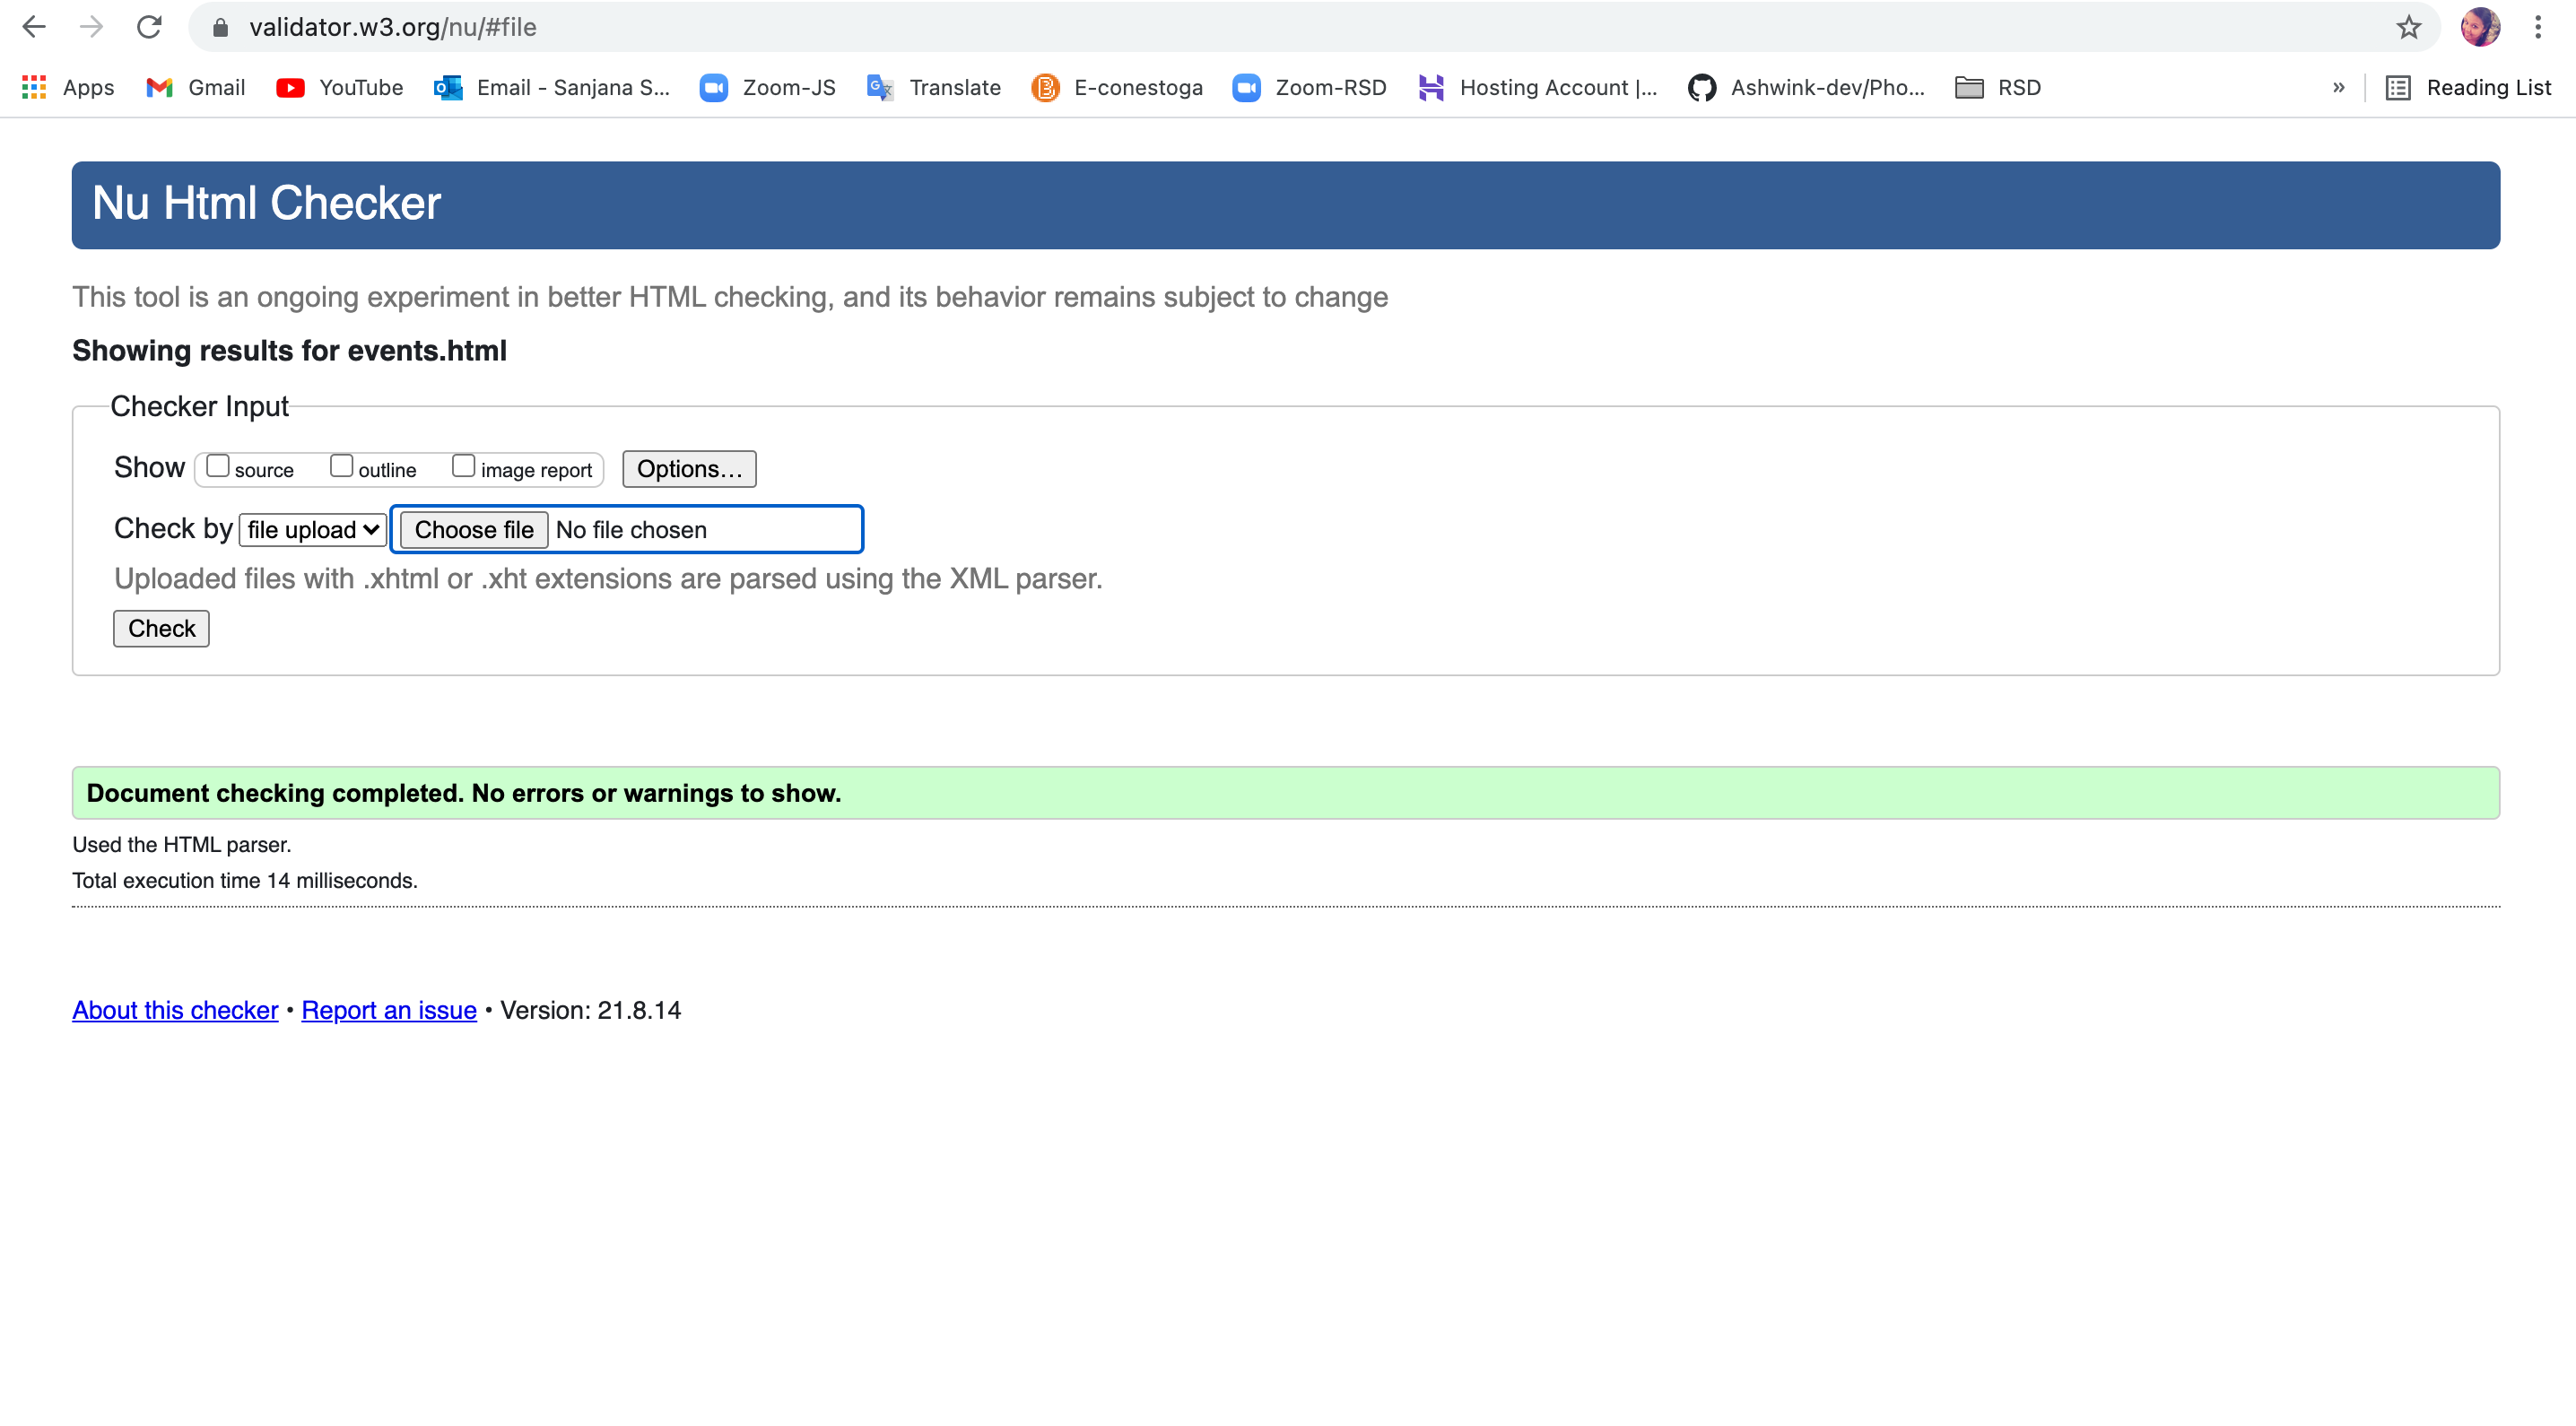 validator.w3.org/nu/#file
Apps Gmail YouTube Email - Sanjana S... Zoom-JS Translate E-conestoga Zoom-RSD Hosting Account |... Ashwink-dev/Pho... RSD » Reading List
Nu Html Checker
This tool is an ongoing experiment in better HTML checking, and its behavior remains subject to change
Showing results for events.html
Checker Input
Show source outline image report Options...
Check by file upload Choose file No file chosen
Uploaded files with .xhtml or .xht extensions are parsed using the XML parser.
Check
Document checking completed. No errors or warnings to show.
Used the HTML parser.
Total execution time 14 milliseconds.
About this checker • Report an issue • Version: 21.8.14